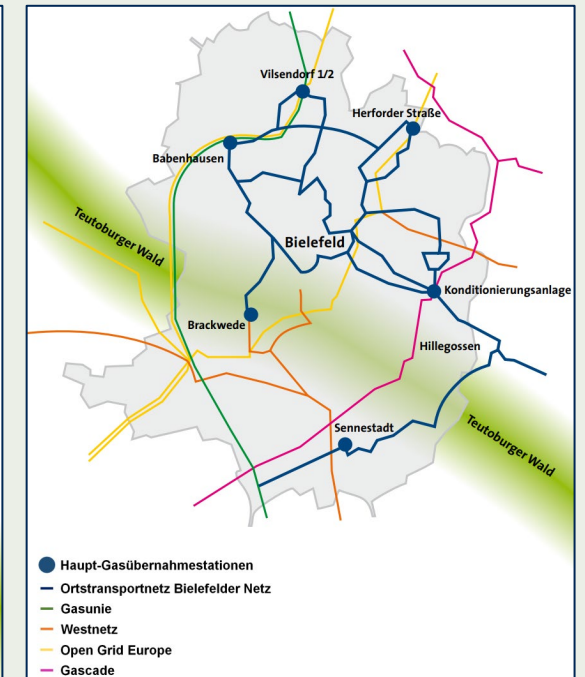 Vilsendorf 1/2
Herforder Straße
Babenhausen
Teutoburger Wald
Bielefeld
Konditionierungsanlage
Brackwede
Hillegossen
Sennestadt
Teutoburger Wald
Haupt-Gasübernahmestationen
Ortstransportnetz Bielefelder Netz
Gasunie
Westnetz
Open Grid Europe
Gascade